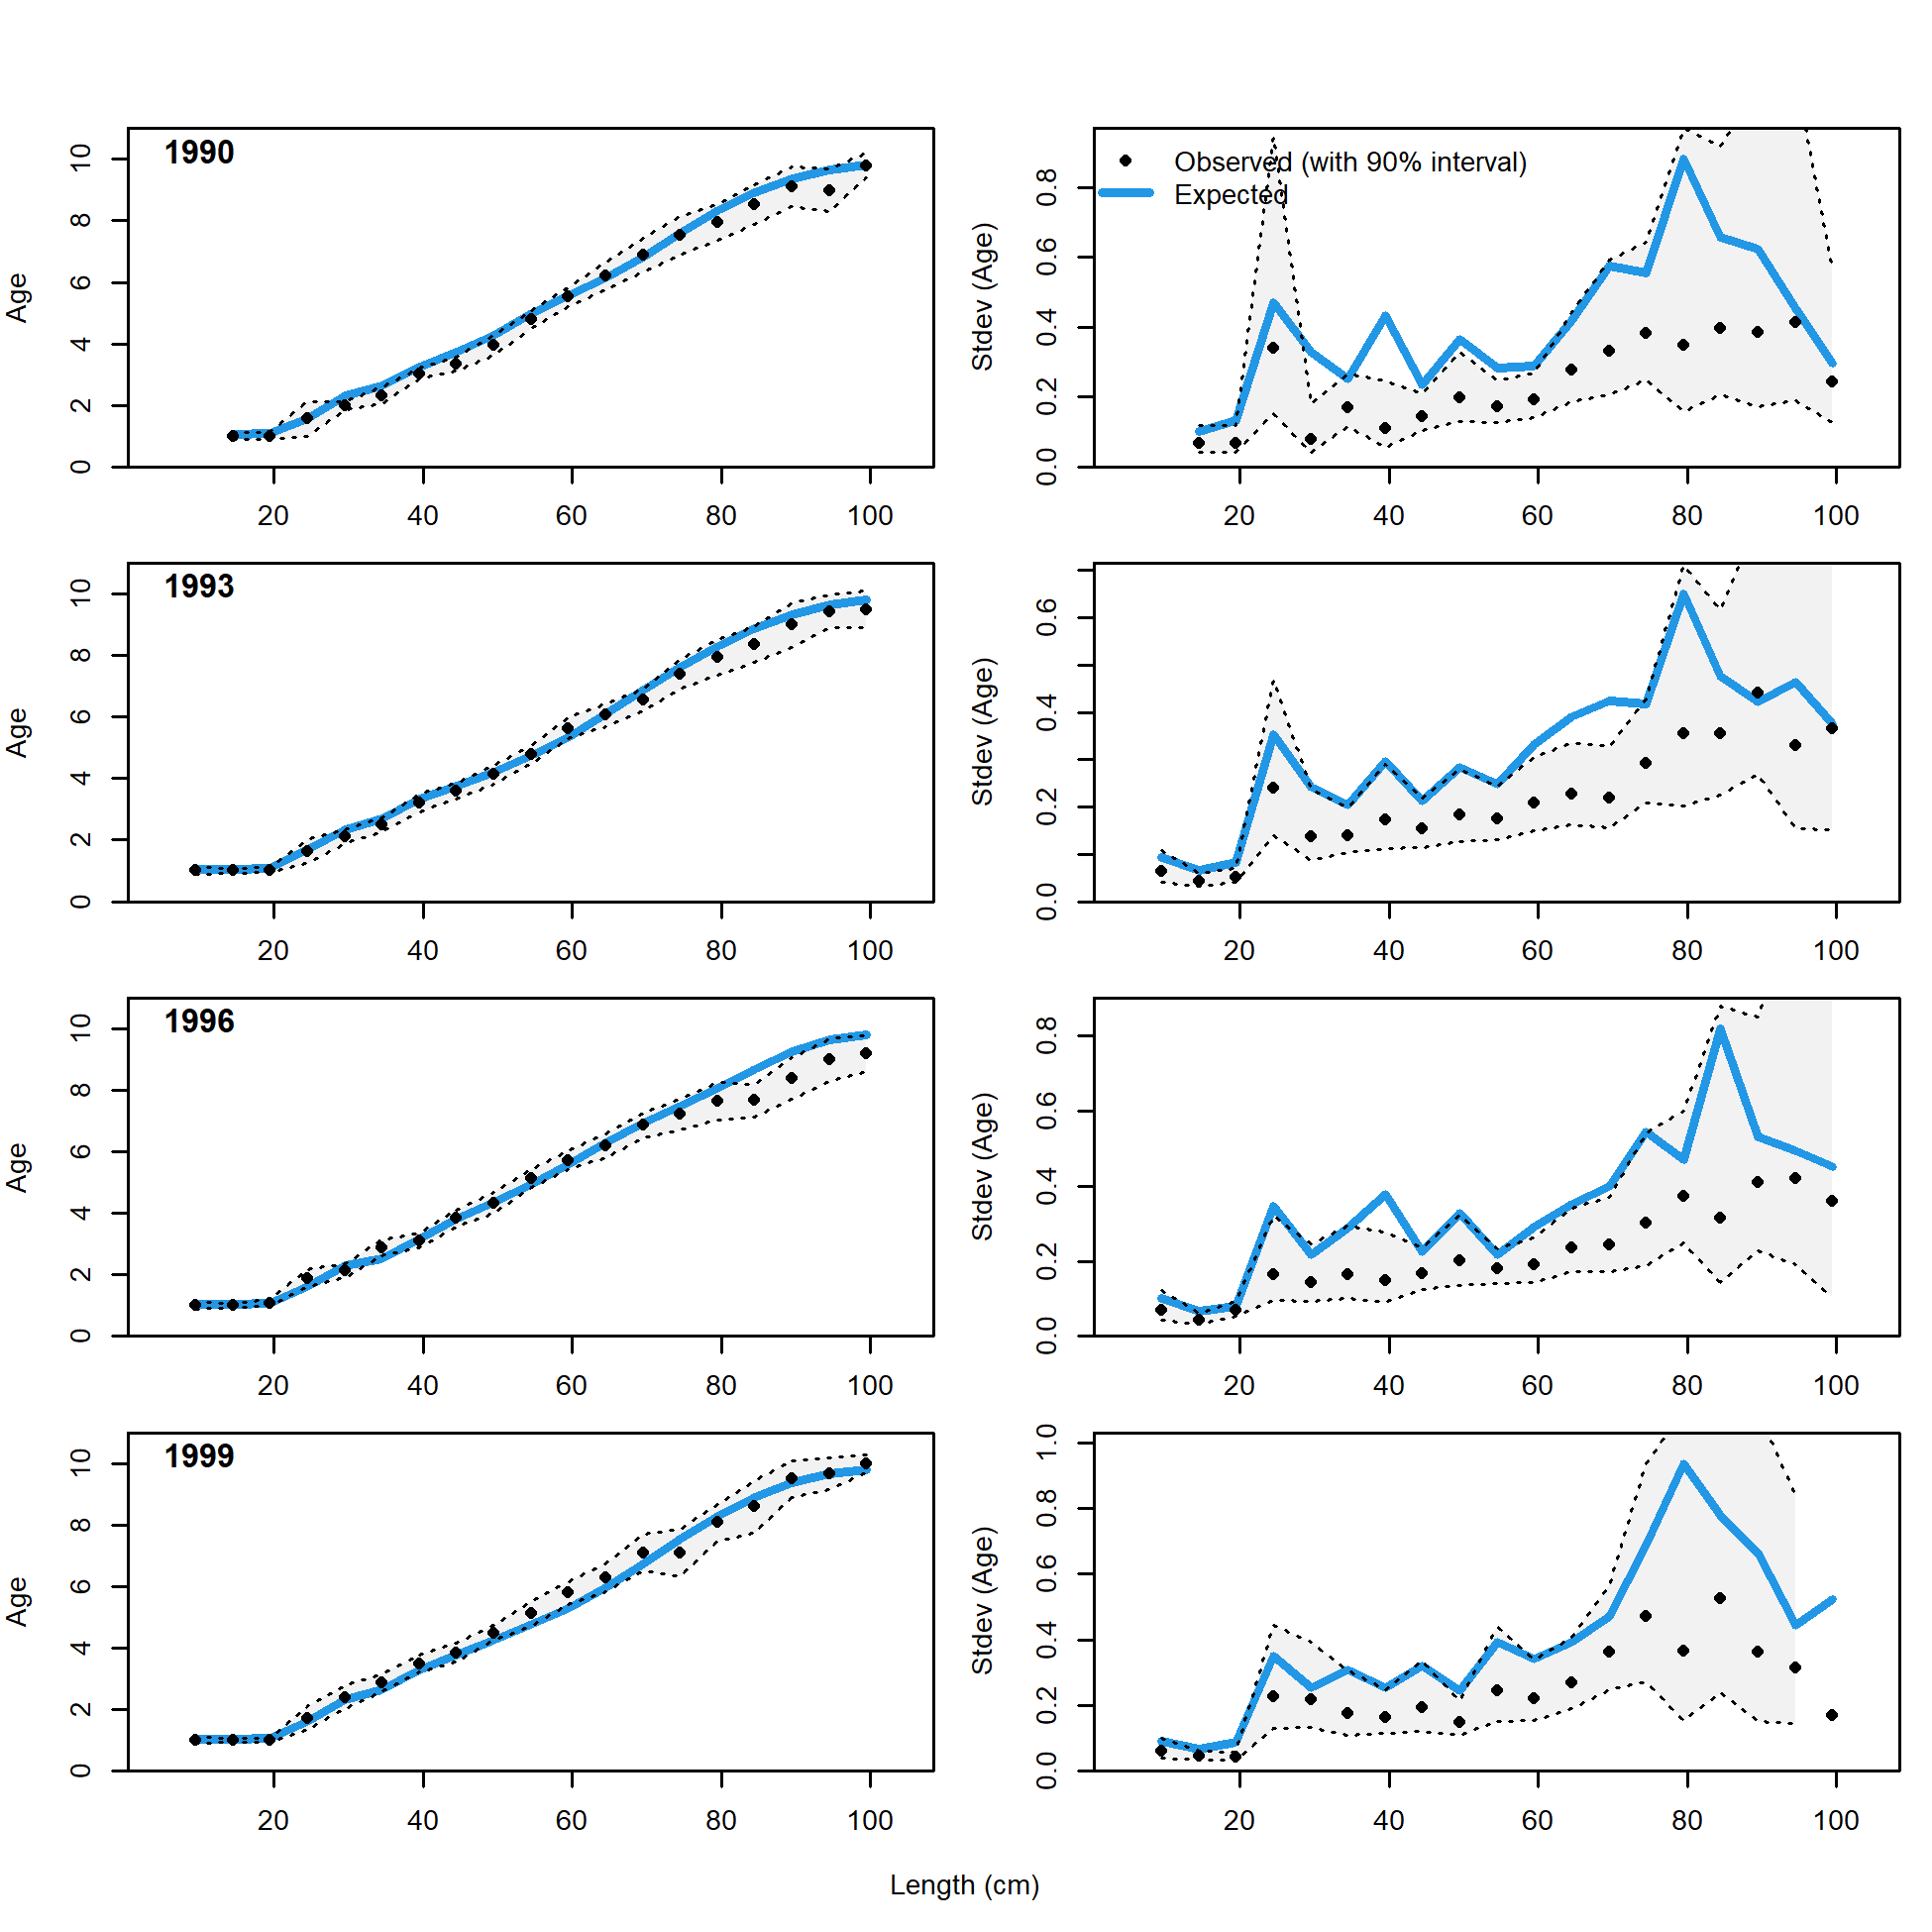 1990
Age
0 2 4 6 8 10
20 40 60 80 100
Observed (with 90% interval)
Expected
Stdev (Age)
0.0 0.2 0.4 0.6 0.8
20 40 60 80 100
1993
Age
0 2 4 6 8 10
20 40 60 80 100
Stdev (Age)
0.0 0.2 0.4 0.6
20 40 60 80 100
1996
Age
0 2 4 6 8 10
20 40 60 80 100
Stdev (Age)
0.0 0.2 0.4 0.6 0.8
20 40 60 80 100
1999
Age
0 2 4 6 8 10
20 40 60 80 100
Stdev (Age)
0.0 0.2 0.4 0.6 0.8 1.0
20 40 60 80 100
Length (cm)